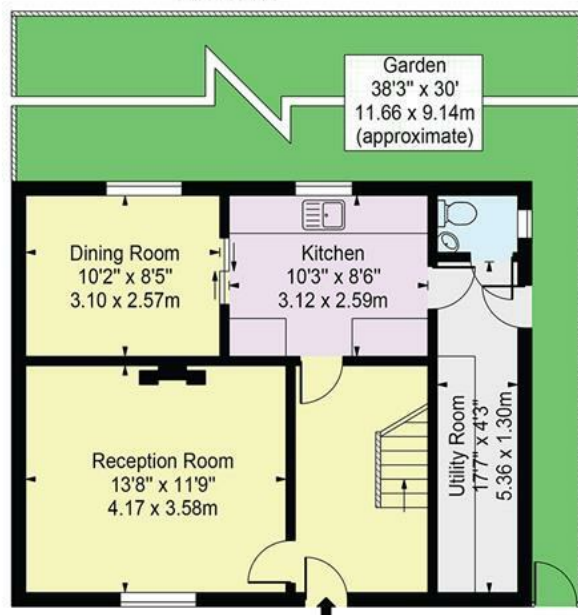 Garden
38'3" x 30'
11.66 x 9.14m
(approximate)
Dining Room
10'2" x 8'5"
3.10 x 2.57m
Kitchen
10'3" x 8'6"
3.12 x 2.59m
Reception Room
13'8" x 11'9"
4.17 x 3.58m
Utility Room
17'7" x 4'3"
5.36 x 1.30m